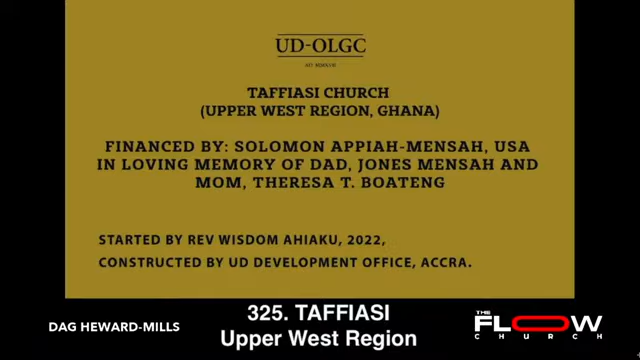 UD-OLGC
TAFFIASI CHURCH
(UPPER WEST REGION, GHANA)
FINANCED BY: SOLOMON APPIAH-MENSAH, USA
IN LOVING MEMORY OF DAD, JONES MENSAH AND
MOM, THERESA T. BOATENG
STARTED BY REV WISDOM AHIAKU, 2022,
CONSTRUCTED BY UD DEVELOPMENT OFFICE, ACCRA.
325. TAFFIASI
Upper West Region
DAG HEWARD-MILLS
THE
FLOW
CHURCH